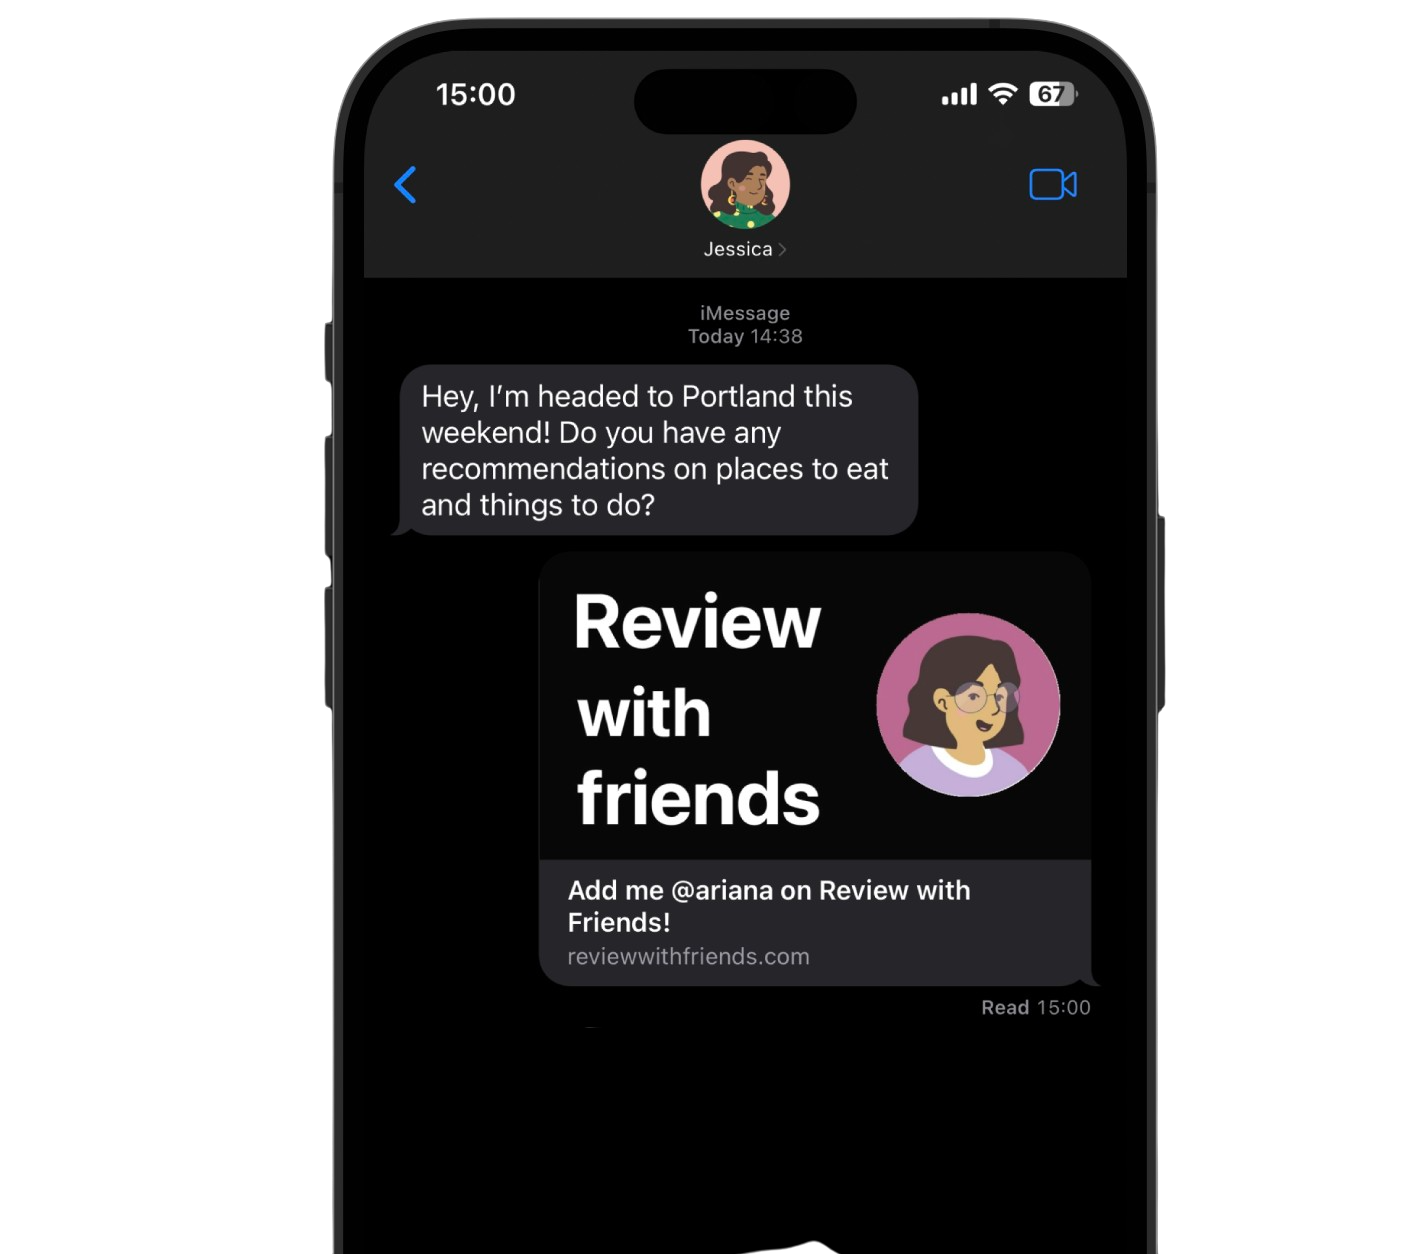 15:00
67
Jessica
iMessage
Today 14:38
Hey, I’m headed to Portland this
weekend! Do you have any
recommendations on places to eat
and things to do?
Review
with
friends
Add me @ariana on Review with
Friends!
reviewwithfriends.com
Read 15:00